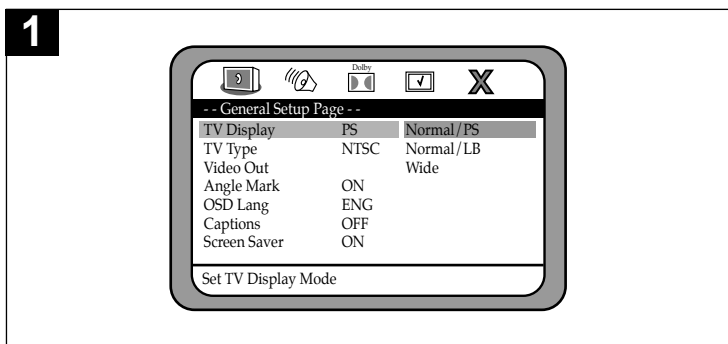 1
Dolby
- - General Setup Page - -
TV Display PS Normal/PS
TV Type NTSC Normal/LB
Video Out Wide
Angle Mark ON
OSD Lang ENG
Captions OFF
Screen Saver ON
Set TV Display Mode